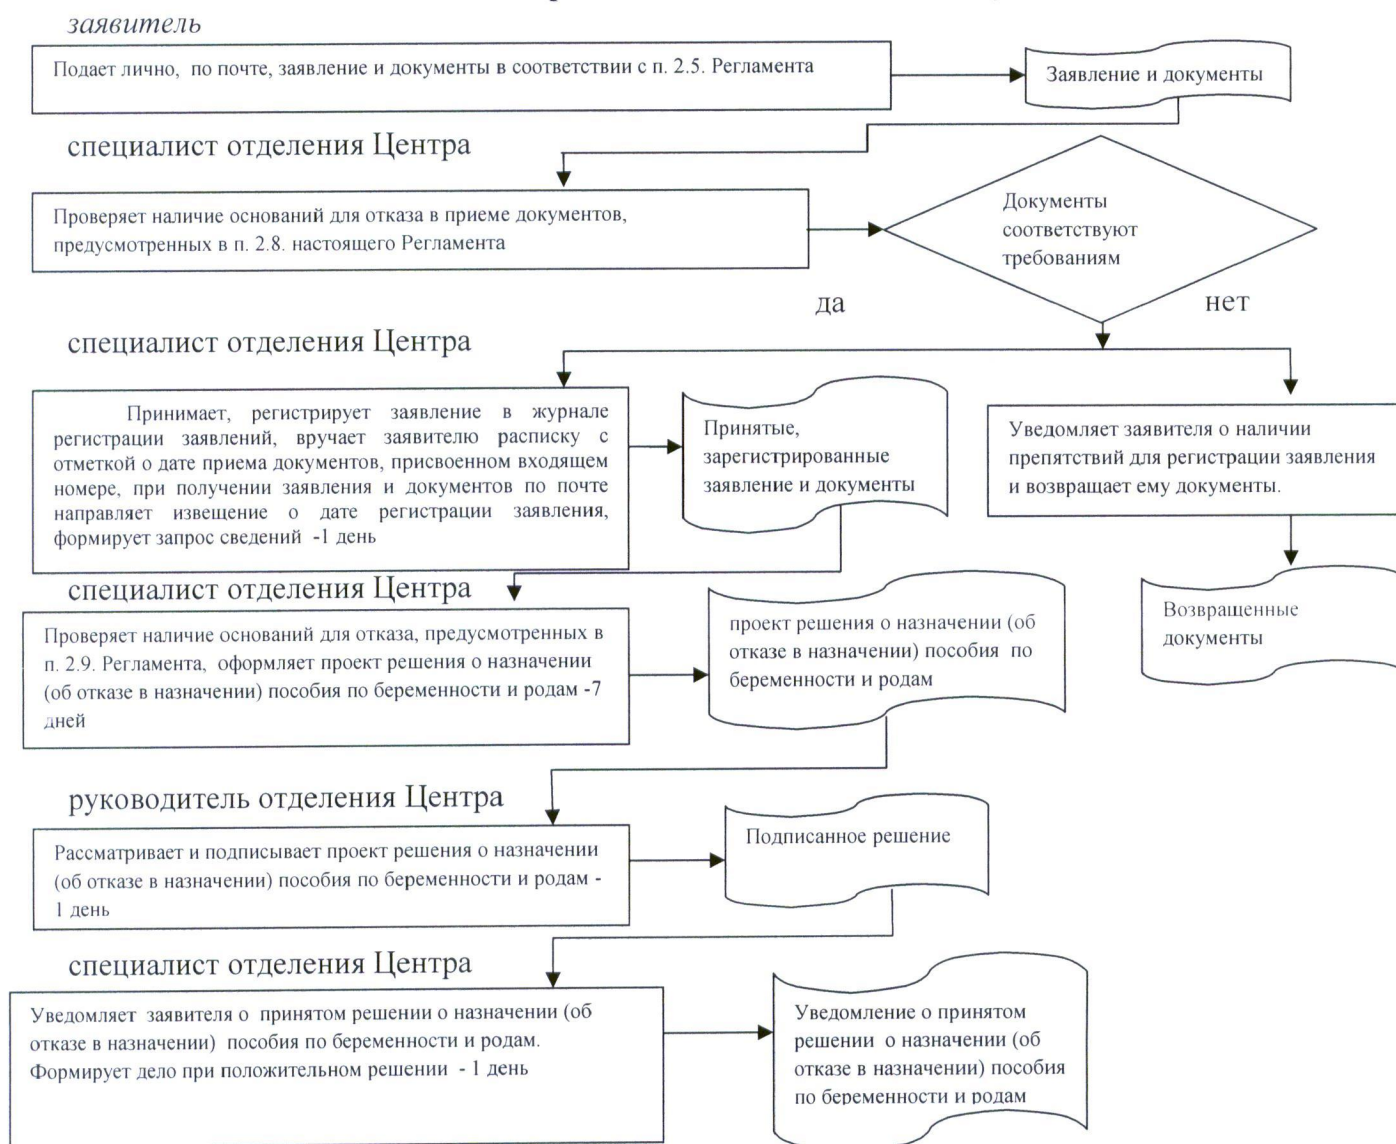 заявитель
Подает лично, по почте, заявление и документы в соответствии с п. 2.5. Регламента
Заявление и документы
специалист отделения Центра
Проверяет наличие оснований для отказа в приеме документов,
предусмотренных в п. 2.8. настоящего Регламента
Документы
соответствуют
требованиям
да
нет
специалист отделения Центра
Принимает, регистрирует заявление в журнале
регистрации заявлений, вручает заявителю расписку с
отметкой о дате приема документов, присвоенном входящем
номере, при получении заявления и документов по почте
направляет извещение о дате регистрации заявления,
формирует запрос сведений -1 день
Принятые,
зарегистрированные
заявление и документы
Уведомляет заявителя о наличии
препятствий для регистрации заявления
и возвращает ему документы.
специалист отделения Центра
Проверяет наличие оснований для отказа, предусмотренных в
п. 2.9. Регламента, оформляет проект решения о назначении
(об отказе в назначении) пособия по беременности и родам -7
дней
проект решения о назначении (об
отказе в назначении) пособия по
беременности и родам
Возвращенные
документы
руководитель отделения Центра
Рассматривает и подписывает проект решения о назначении
(об отказе в назначении) пособия по беременности и родам -
1 день
Подписанное решение
специалист отделения Центра
Уведомляет заявителя о принятом решении о назначении (об
отказе в назначении) пособия по беременности и родам.
Формирует дело при положительном решении - 1 день
Уведомление о принятом
решении о назначении (об
отказе в назначении) пособия
по беременности и родам